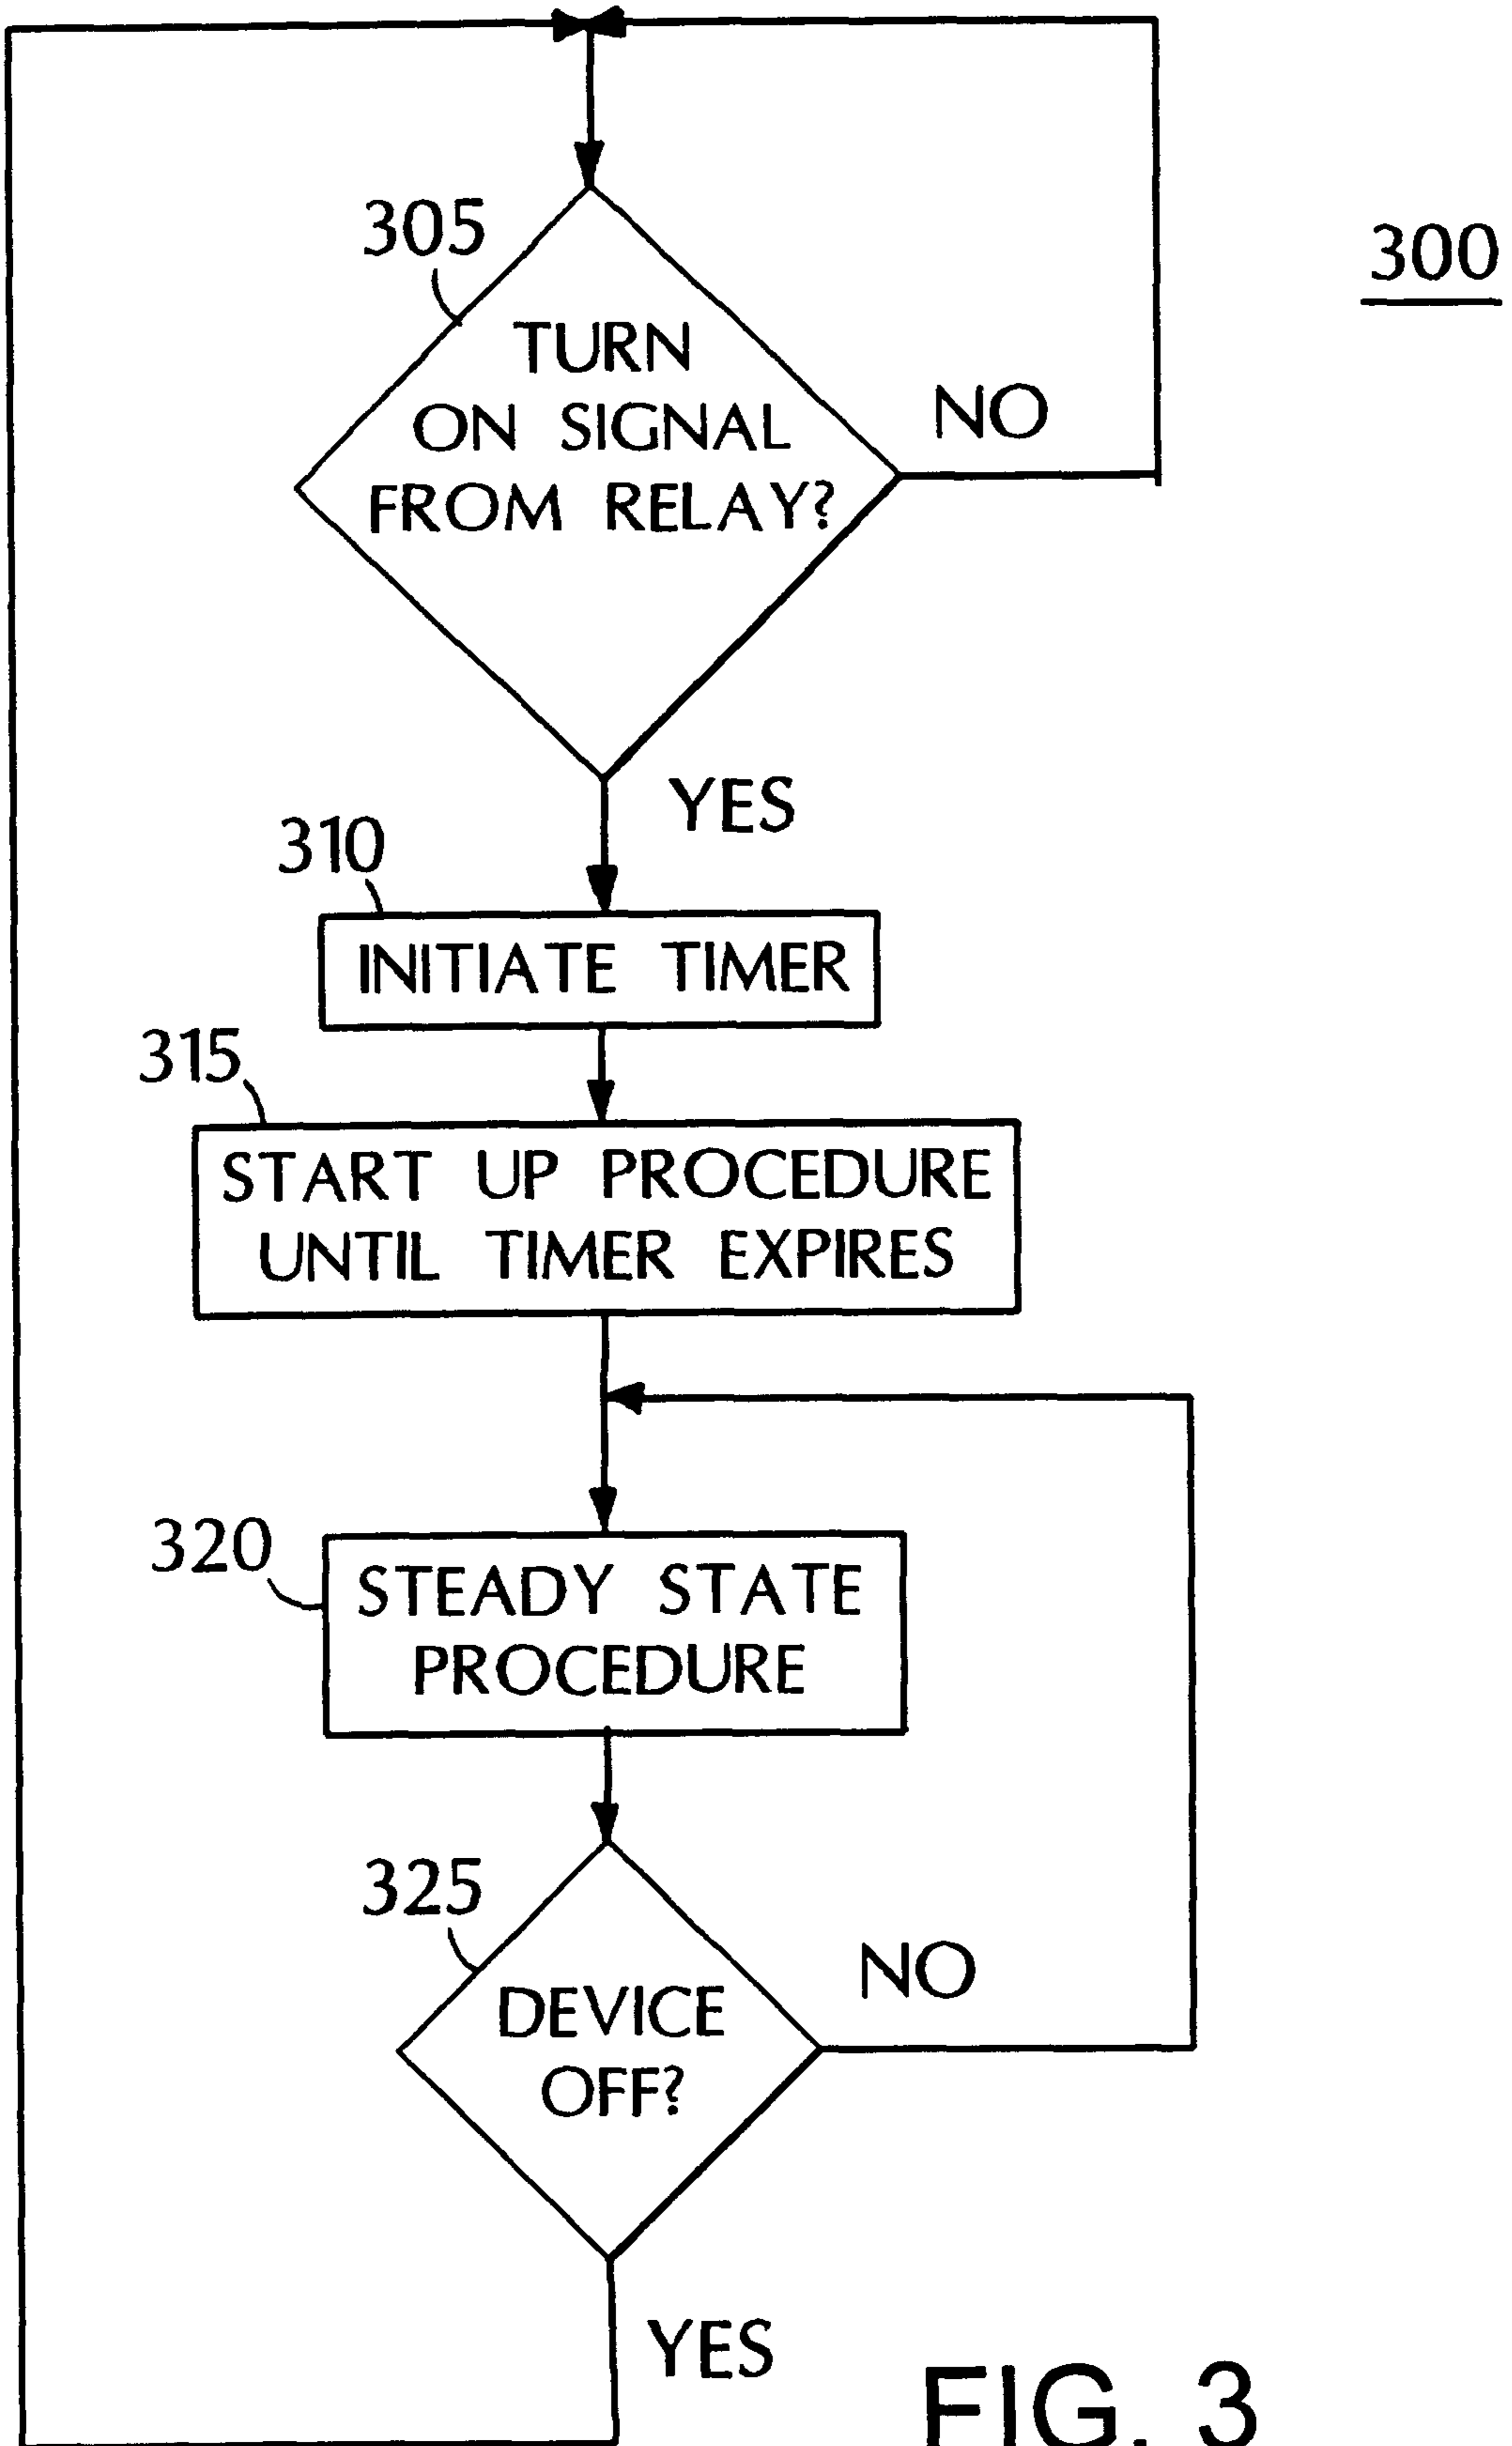 300
305
TURN
ON SIGNAL
FROM RELAY?
NO
YES
310
INITIATE TIMER
315
START UP PROCEDURE
UNTIL TIMER EXPIRES
320
STEADY STATE
PROCEDURE
325
DEVICE
OFF?
NO
YES
FIG. 3